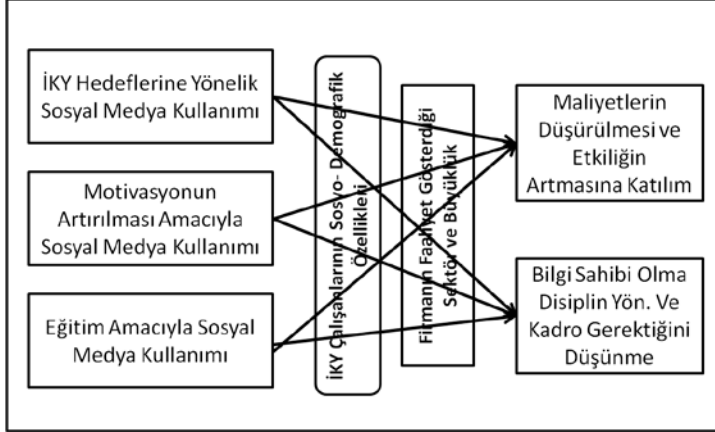 İKY Hedeflerine Yönelik
Sosyal Medya Kullanımı
Motivasyonun
Artırılması Amacıyla
Sosyal Medya Kullanımı
Eğitim Amacıyla Sosyal
Medya Kullanımı
İKY Çalışanlarının Sosyo- Demografik
Özellikleri
Firmanın Faaliyet Gösterdiği
Sektör ve Büyüklük
Maliyetlerin
Düşürülmesi ve
Etkiliğin
Artmasına Katılım
Bilgi Sahibi Olma
Disiplin Yön. Ve
Kadro Gerektiğini
Düşünme